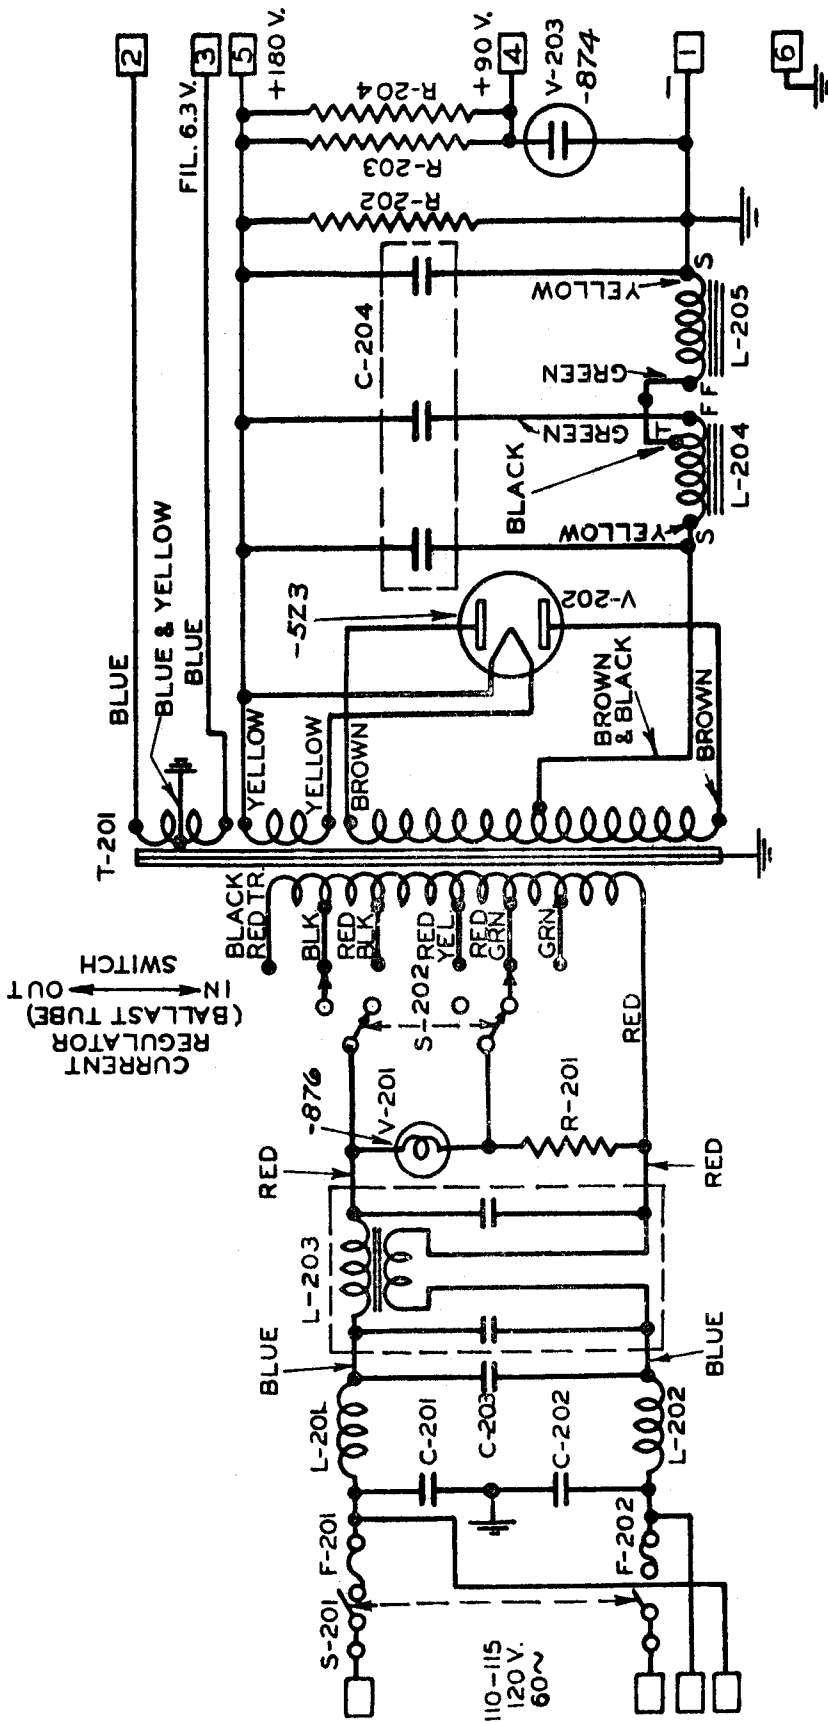 S-201
F-201
110-115
120 V.
60~
F-202
L-201
C-201
C-203
C-202
L-202
BLUE
BLUE
L-203
RED
RED
-876
V-201
R-201
CURRENT
REGULATOR
(BALLAST TUBE)
IN OUT
SWITCH
S-202
RED
BLACK
RED TR.
BLK
RED
BLK
RED
YEL.
RED
GRN
GRN
T-201
BLUE
BLUE & YELLOW
BLUE
YELLOW
YELLOW
BROWN
BROWN
& BLACK
BROWN
-5Z3
V-202
C-204
YELLOW
S
BLACK
T
GREEN
F
L-204
GREEN
F
YELLOW
S
L-205
R-202
R-203
R-204
FIL. 6.3 V.
+180 V.
+90 V.
V-203
-874
−
2
3
5
4
1
6